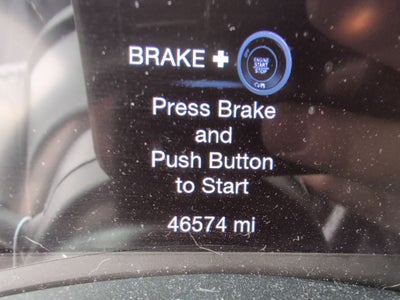 BRAKE +
ENGINE
START
STOP
Press Brake
and
Push Button
to Start
46574 mi